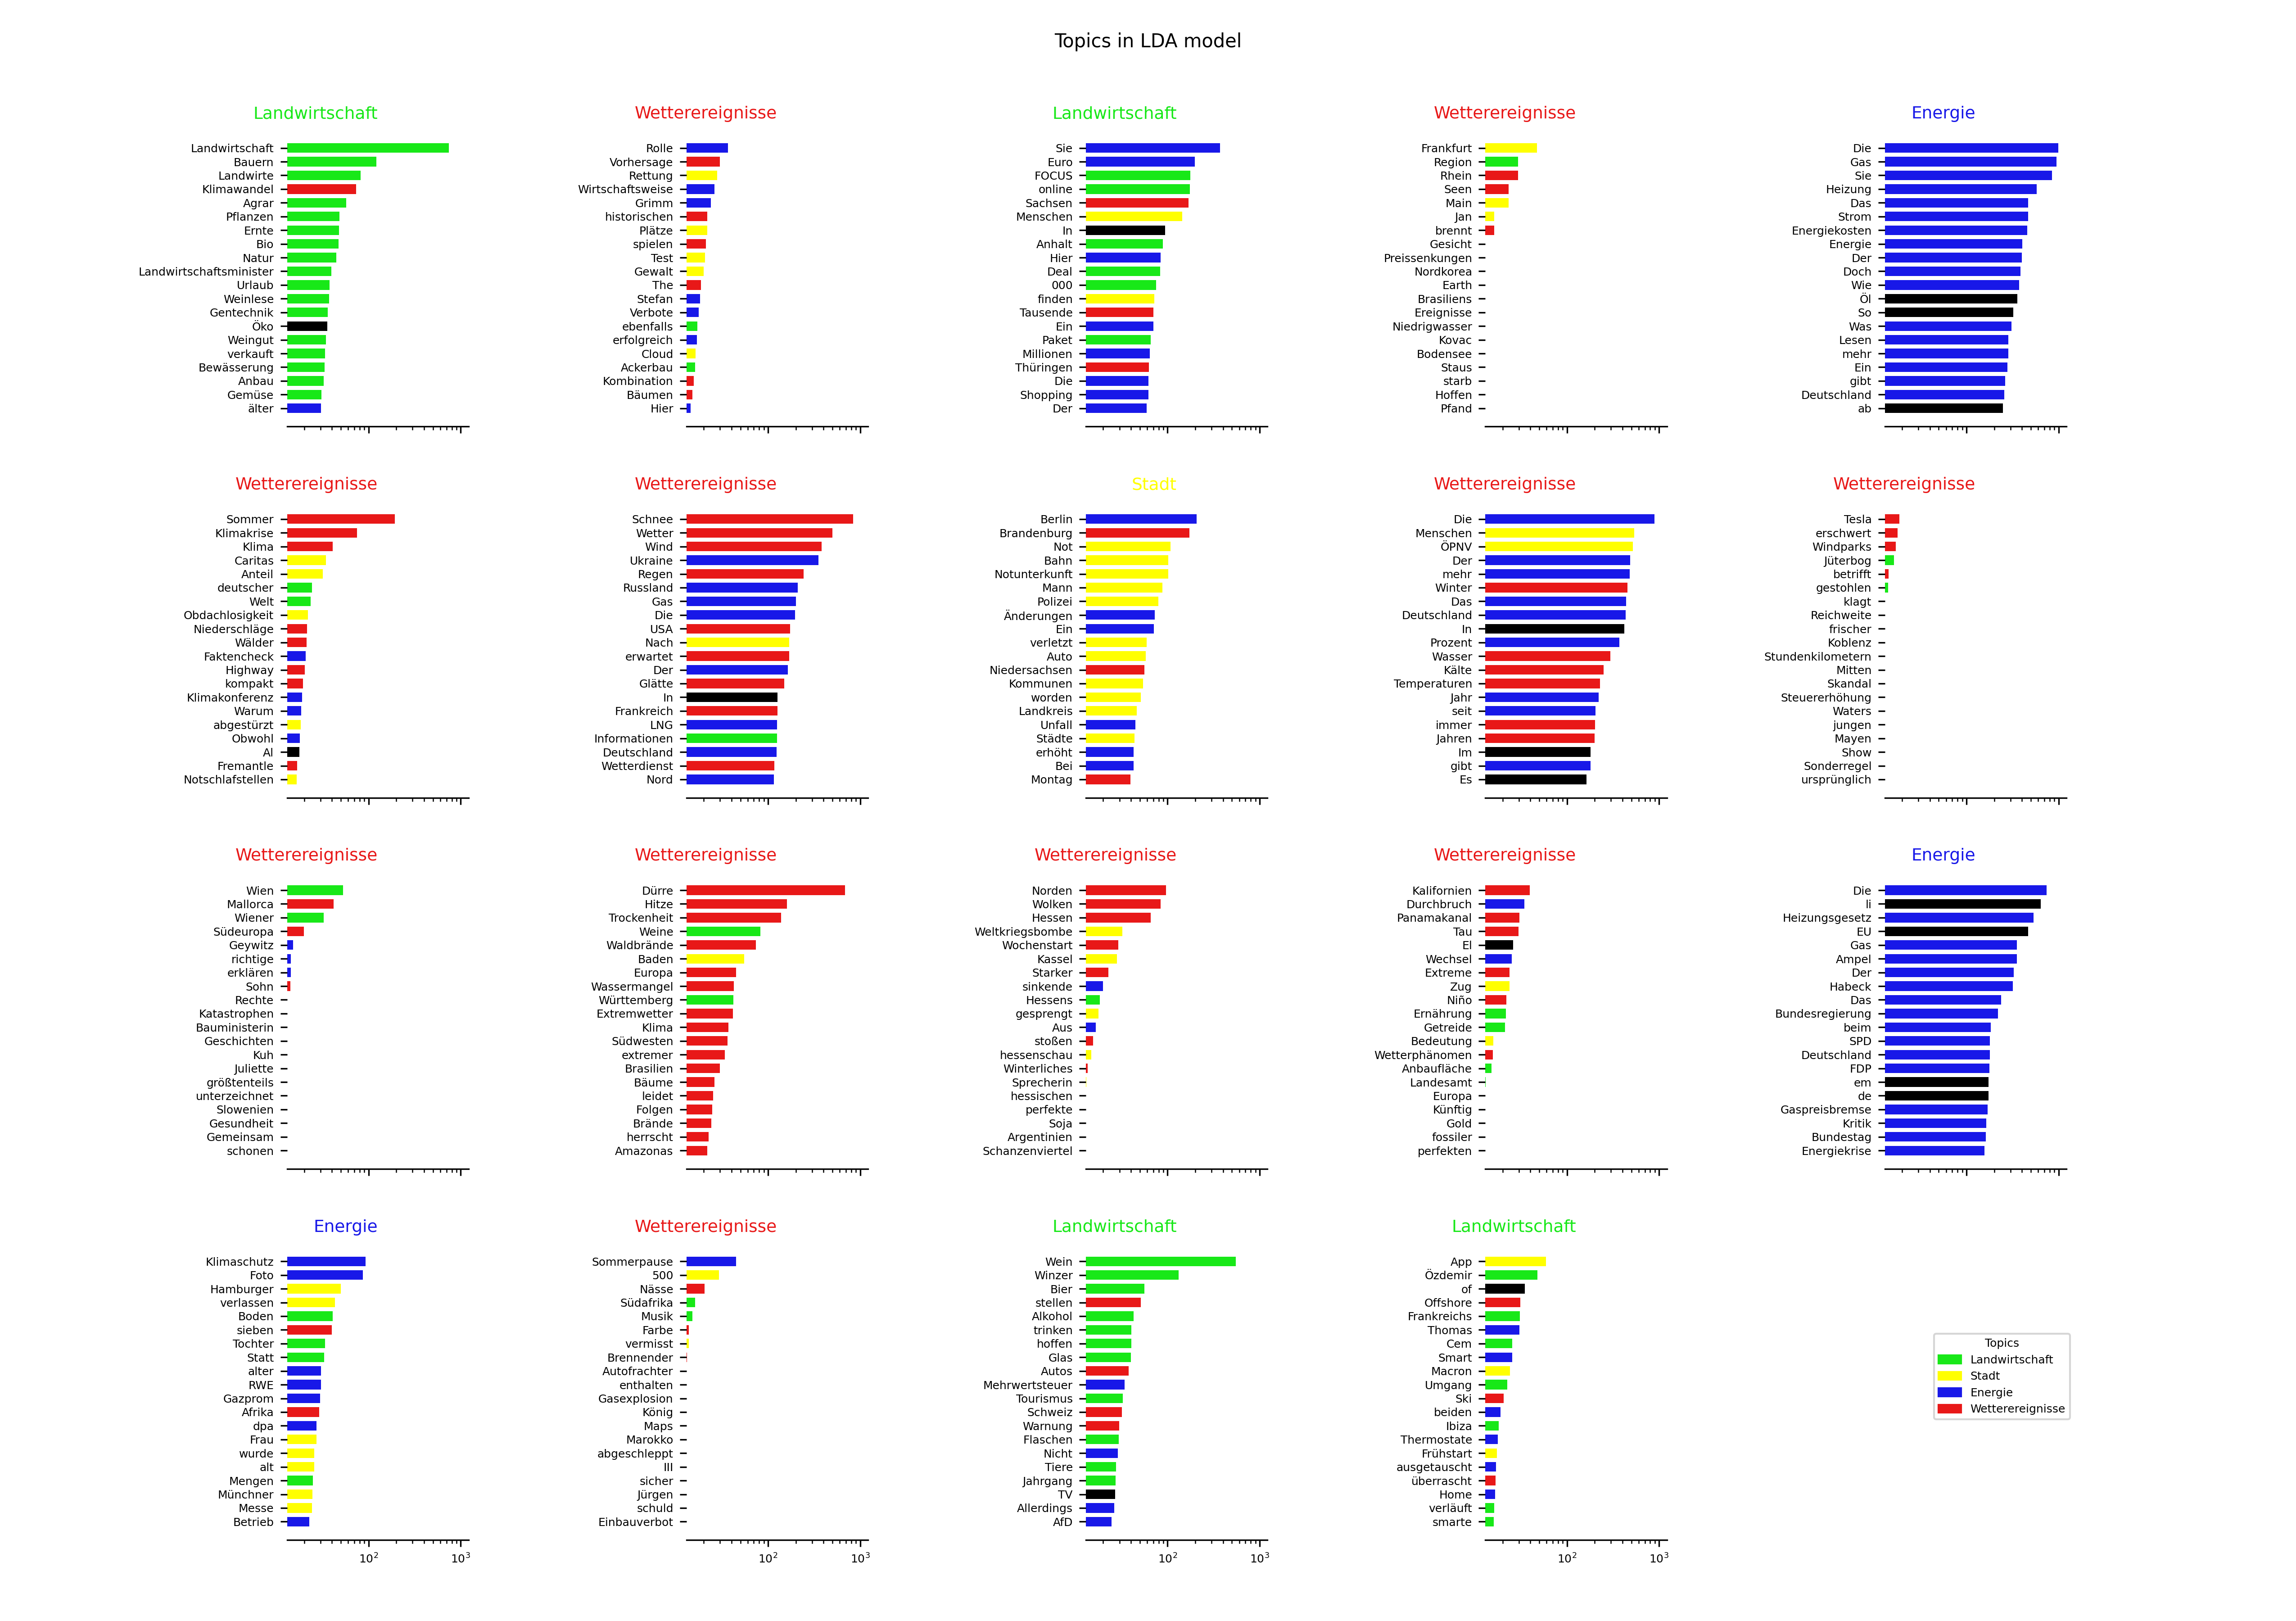 Topics in LDA model
Landwirtschaft
Landwirtschaft
Bauern
Landwirte
Klimawandel
Agrar
Pflanzen
Ernte
Bio
Natur
Landwirtschaftsminister
Urlaub
Weinlese
Gentechnik
Öko
Weingut
verkauft
Bewässerung
Anbau
Gemüse
älter
Wetterereignisse
Rolle
Vorhersage
Rettung
Wirtschaftsweise
Grimm
historischen
Plätze
spielen
Test
Gewalt
The
Stefan
Verbote
ebenfalls
erfolgreich
Cloud
Ackerbau
Kombination
Bäumen
Hier
Landwirtschaft
Sie
Euro
FOCUS
online
Sachsen
Menschen
In
Anhalt
Hier
Deal
000
finden
Tausende
Ein
Paket
Millionen
Thüringen
Die
Shopping
Der
Wetterereignisse
Frankfurt
Region
Rhein
Seen
Main
Jan
brennt
Gesicht
Preissenkungen
Nordkorea
Earth
Brasiliens
Ereignisse
Niedrigwasser
Kovac
Bodensee
Staus
starb
Hoffen
Pfand
Energie
Die
Gas
Sie
Heizung
Das
Strom
Energiekosten
Energie
Der
Doch
Wie
Öl
So
Was
Lesen
mehr
Ein
gibt
Deutschland
ab
Wetterereignisse
Sommer
Klimakrise
Klima
Caritas
Anteil
deutscher
Welt
Obdachlosigkeit
Niederschläge
Wälder
Faktencheck
Highway
kompakt
Klimakonferenz
Warum
abgestürzt
Obwohl
Al
Fremantle
Notschlafstellen
Wetterereignisse
Schnee
Wetter
Wind
Ukraine
Regen
Russland
Gas
Die
USA
Nach
erwartet
Der
Glätte
In
Frankreich
LNG
Informationen
Deutschland
Wetterdienst
Nord
Stadt
Berlin
Brandenburg
Not
Bahn
Notunterkunft
Mann
Polizei
Änderungen
Ein
verletzt
Auto
Niedersachsen
Kommunen
worden
Landkreis
Unfall
Städte
erhöht
Bei
Montag
Wetterereignisse
Die
Menschen
ÖPNV
Der
mehr
Winter
Das
Deutschland
In
Prozent
Wasser
Kälte
Temperaturen
Jahr
seit
immer
Jahren
Im
gibt
Es
Wetterereignisse
Tesla
erschwert
Windparks
Jüterbog
betrifft
gestohlen
klagt
Reichweite
frischer
Koblenz
Stundenkilometern
Mitten
Skandal
Steuererhöhung
Waters
jungen
Mayen
Show
Sonderregel
ursprünglich
Wetterereignisse
Wien
Mallorca
Wiener
Südeuropa
Geywitz
richtige
erklären
Sohn
Rechte
Katastrophen
Bauministerin
Geschichten
Kuh
Juliette
größtenteils
unterzeichnet
Slowenien
Gesundheit
Gemeinsam
schonen
Wetterereignisse
Dürre
Hitze
Trockenheit
Weine
Waldbrände
Baden
Europa
Wassermangel
Württemberg
Extremwetter
Klima
Südwesten
extremer
Brasilien
Bäume
leidet
Folgen
Brände
herrscht
Amazonas
Wetterereignisse
Norden
Wolken
Hessen
Weltkriegsbombe
Wochenstart
Kassel
Starker
sinkende
Hessens
gesprengt
Aus
stoßen
hessenschau
Winterliches
Sprecherin
hessischen
perfekte
Soja
Argentinien
Schanzenviertel
Wetterereignisse
Kalifornien
Durchbruch
Panamakanal
Tau
El
Wechsel
Extreme
Zug
Niño
Ernährung
Getreide
Bedeutung
Wetterphänomen
Anbaufläche
Landesamt
Europa
Künftig
Gold
fossiler
perfekten
Energie
Die
li
Heizungsgesetz
EU
Gas
Ampel
Der
Habeck
Das
Bundesregierung
beim
SPD
Deutschland
FDP
em
de
Gaspreisbremse
Kritik
Bundestag
Energiekrise
Energie
Klimaschutz
Foto
Hamburger
verlassen
Boden
sieben
Tochter
Statt
alter
RWE
Gazprom
Afrika
dpa
Frau
wurde
alt
Mengen
Münchner
Messe
Betrieb
10² 10³
Wetterereignisse
Sommerpause
500
Nässe
Südafrika
Musik
Farbe
vermisst
Brennender
Autofrachter
enthalten
Gasexplosion
König
Maps
Marokko
abgeschleppt
III
sicher
Jürgen
schuld
Einbauverbot
10² 10³
Landwirtschaft
Wein
Winzer
Bier
stellen
Alkohol
trinken
hoffen
Glas
Autos
Mehrwertsteuer
Tourismus
Schweiz
Warnung
Flaschen
Nicht
Tiere
Jahrgang
TV
Allerdings
AfD
10² 10³
Landwirtschaft
App
Özdemir
of
Offshore
Frankreichs
Thomas
Cem
Smart
Macron
Umgang
Ski
beiden
Ibiza
Thermostate
Frühstart
ausgetauscht
überrascht
Home
verläuft
smarte
10² 10³
Topics
Landwirtschaft
Stadt
Energie
Wetterereignisse